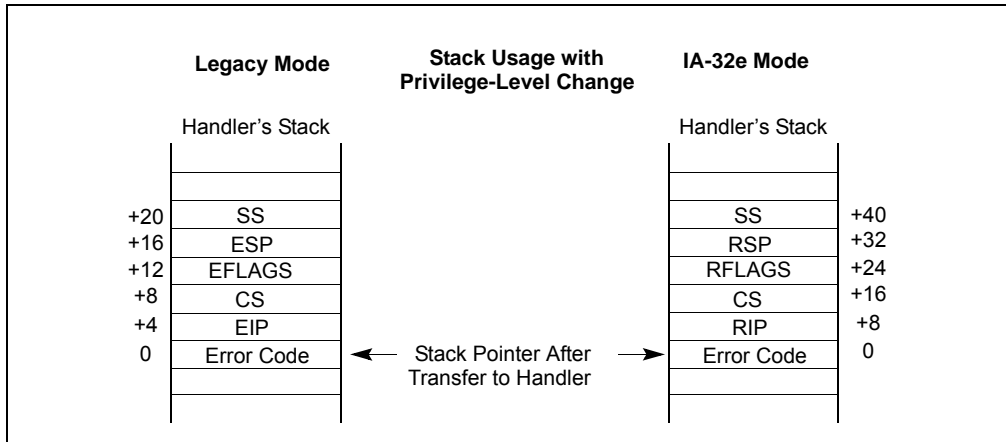 Legacy Mode
Stack Usage with
Privilege-Level Change
IA-32e Mode
Handler’s Stack
Handler’s Stack
+20 SS SS +40
+16 ESP RSP +32
+12 EFLAGS RFLAGS +24
+8 CS CS +16
+4 EIP RIP +8
0 Error Code Stack Pointer After Error Code 0
Transfer to Handler